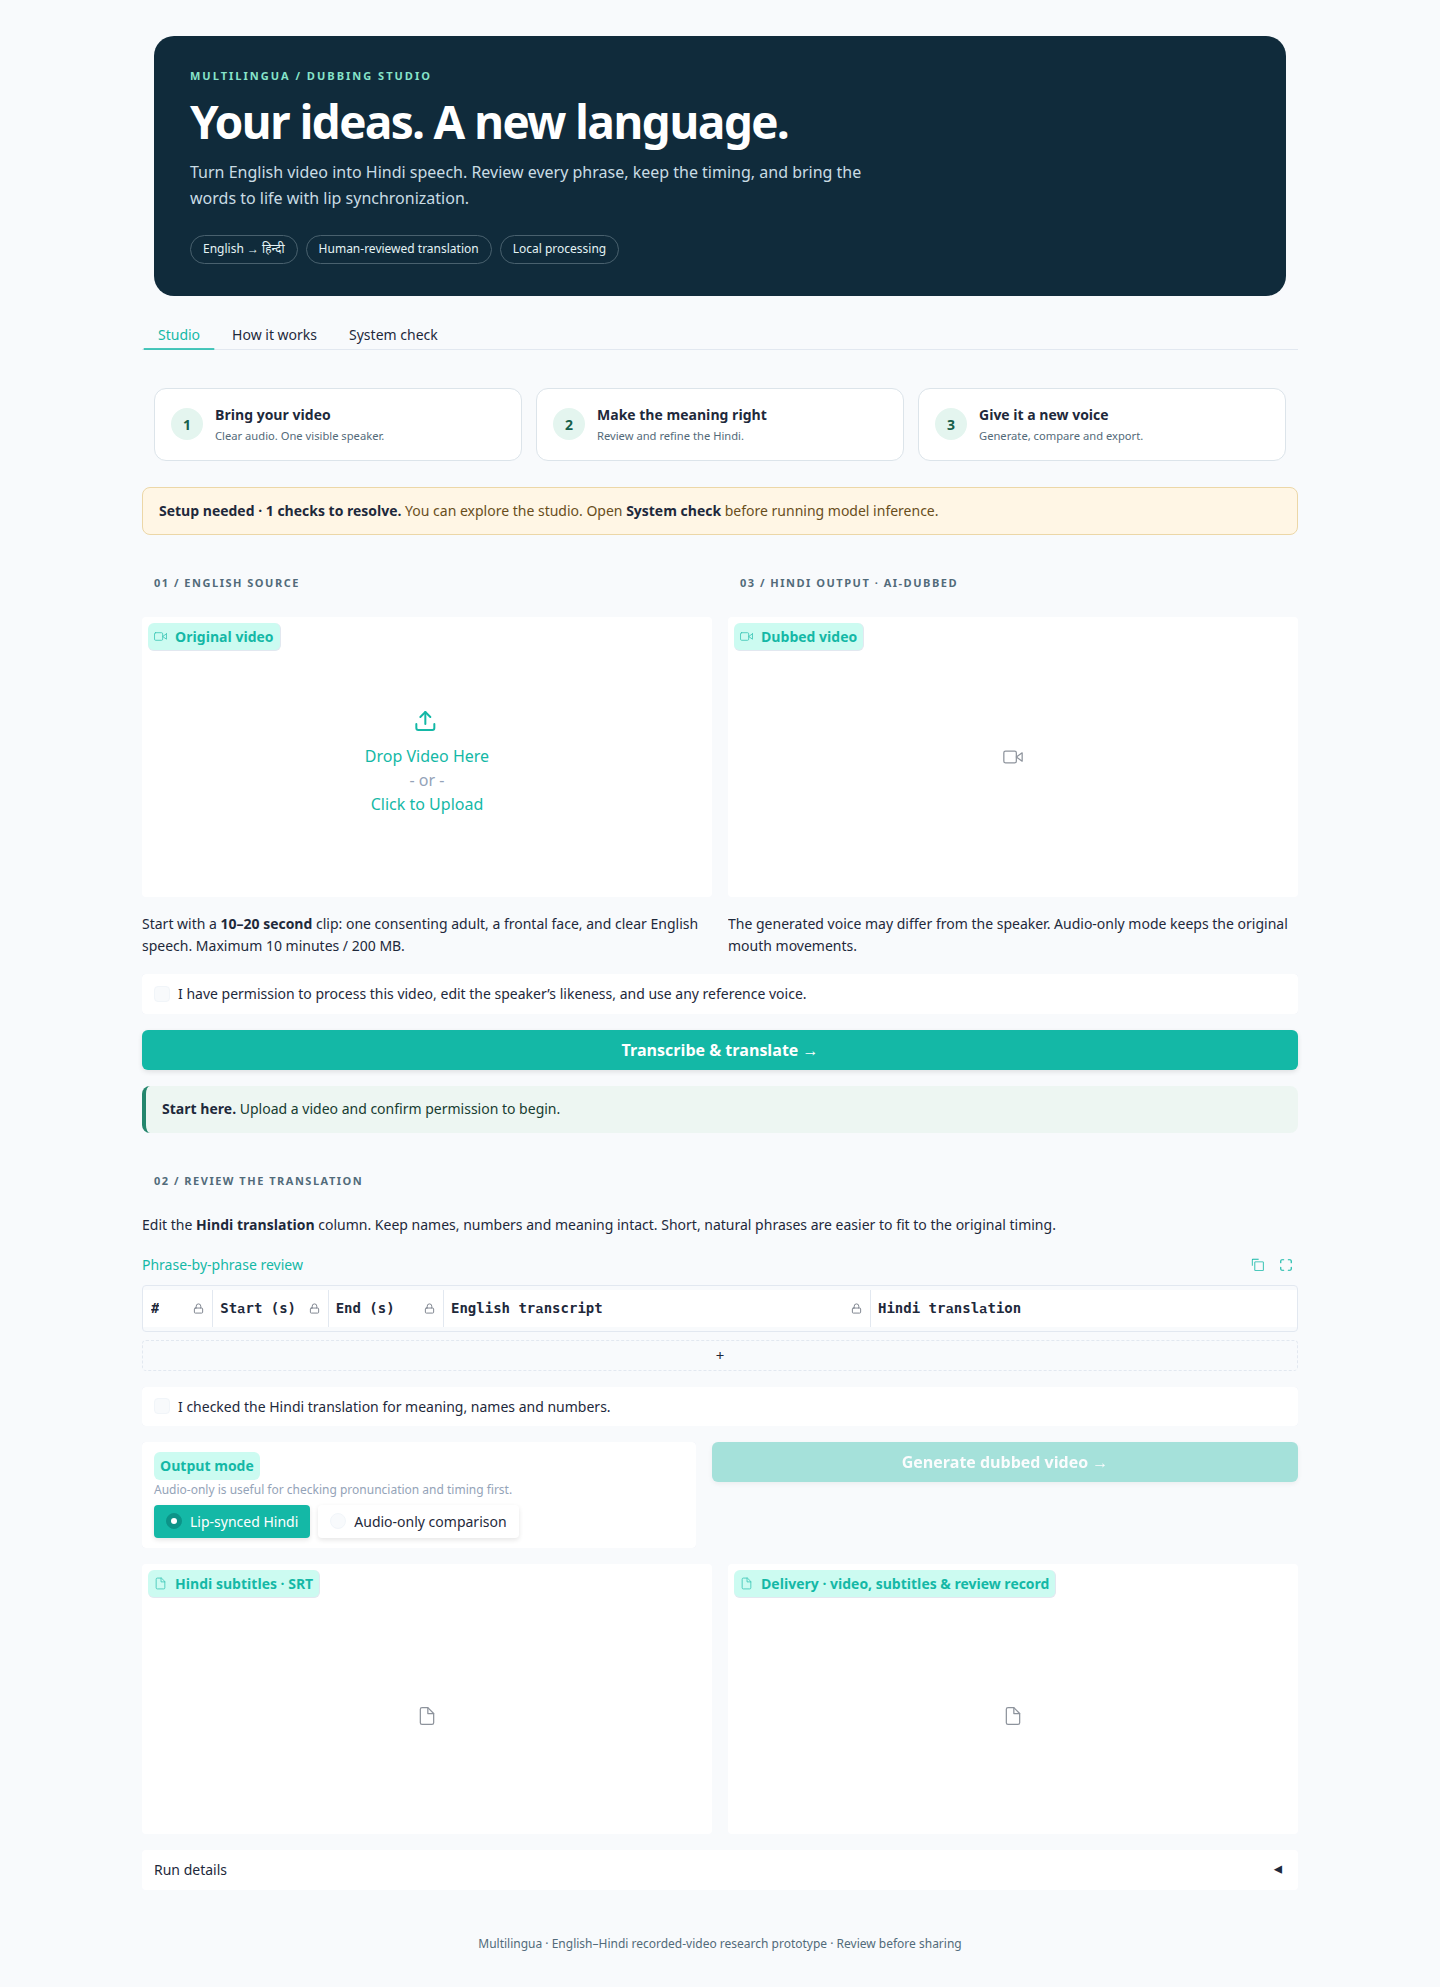 MULTILINGUA / DUBBING STUDIO
Your ideas. A new language.
Turn English video into Hindi speech. Review every phrase, keep the timing, and bring the
words to life with lip synchronization.
English → हिन्दी
Human-reviewed translation
Local processing
Studio
How it works
System check
1
Bring your video
Clear audio. One visible speaker.
2
Make the meaning right
Review and refine the Hindi.
3
Give it a new voice
Generate, compare and export.
Setup needed · 1 checks to resolve. You can explore the studio. Open System check before running model inference.
01 / ENGLISH SOURCE
Original video
Drop Video Here
- or -
Click to Upload
Start with a 10–20 second clip: one consenting adult, a frontal face, and clear English
speech. Maximum 10 minutes / 200 MB.
03 / HINDI OUTPUT · AI-DUBBED
Dubbed video
The generated voice may differ from the speaker. Audio-only mode keeps the original
mouth movements.
I have permission to process this video, edit the speaker’s likeness, and use any reference voice.
Transcribe & translate →
Start here. Upload a video and confirm permission to begin.
02 / REVIEW THE TRANSLATION
Edit the Hindi translation column. Keep names, numbers and meaning intact. Short, natural phrases are easier to fit to the original timing.
Phrase-by-phrase review
# Start (s) End (s) English transcript Hindi translation
+
I checked the Hindi translation for meaning, names and numbers.
Output mode
Audio-only is useful for checking pronunciation and timing first.
Lip-synced Hindi
Audio-only comparison
Generate dubbed video →
Hindi subtitles · SRT
Delivery · video, subtitles & review record
Run details
Multilingua · English–Hindi recorded-video research prototype · Review before sharing